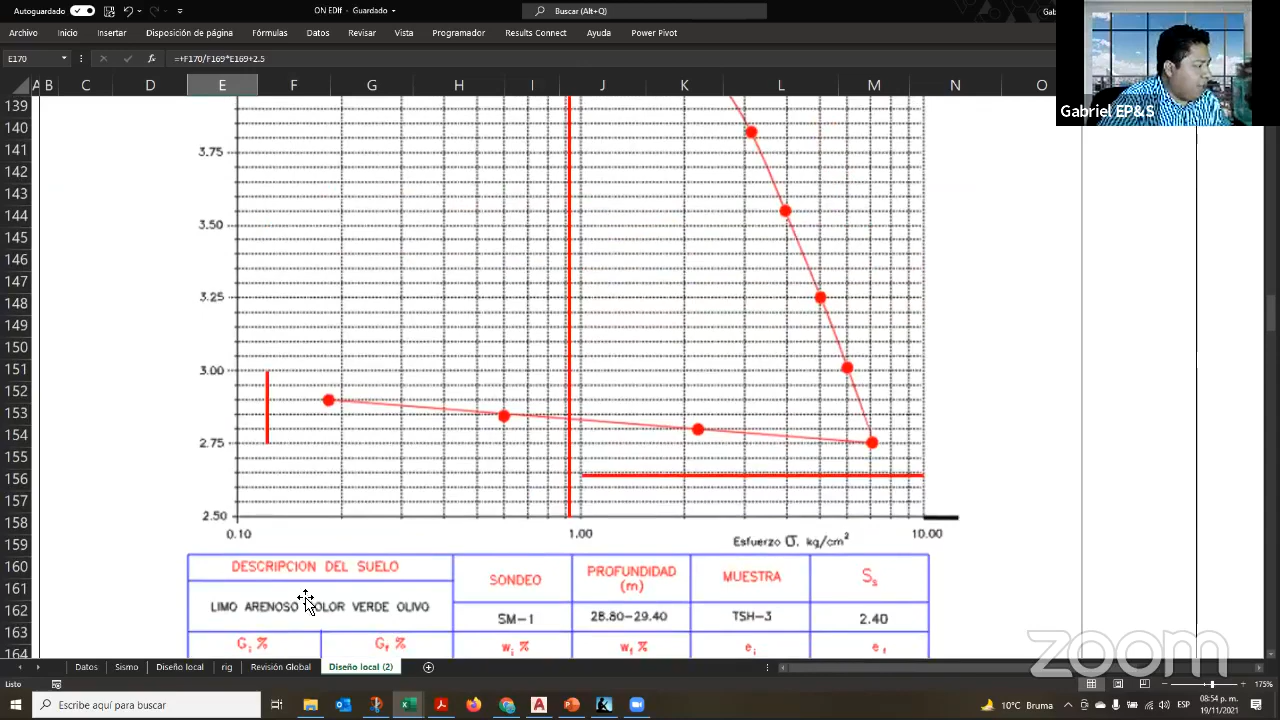 Autoguardado
ON EDIF - Guardado
Buscar (Alt+Q)
Archivo Inicio Insertar Disposición de página Fórmulas Datos Revisar Vista Programador Results Connect Ayuda Power Pivot
Gabriel EP&S
E170 fx =+F170/F169*E169+2.5
A B C D E F G H I J K L M N O
139
140
141
142
143
144
145
146
147
148
149
150
151
152
153
154
155
156
157
158
159
160
161
162
163
164
3.75
3.50
3.25
3.00
2.75
2.50
0.10 1.00 10.00
Esfuerzo σ. kg/cm²
DESCRIPCION DEL SUELO SONDEO PROFUNDIDAD (m) MUESTRA Ss
LIMO ARENOSO COLOR VERDE OLIVO SM-1 28.80-29.40 TSH-3 2.40
Gi % Gf % wi % wf % ei ef
zoom
Datos Sismo Diseño local rig Revisión Global Diseño local (2)
Listo 175%
Escribe aquí para buscar
10°C Bruma ESP 08:54 p. m.
19/11/2021